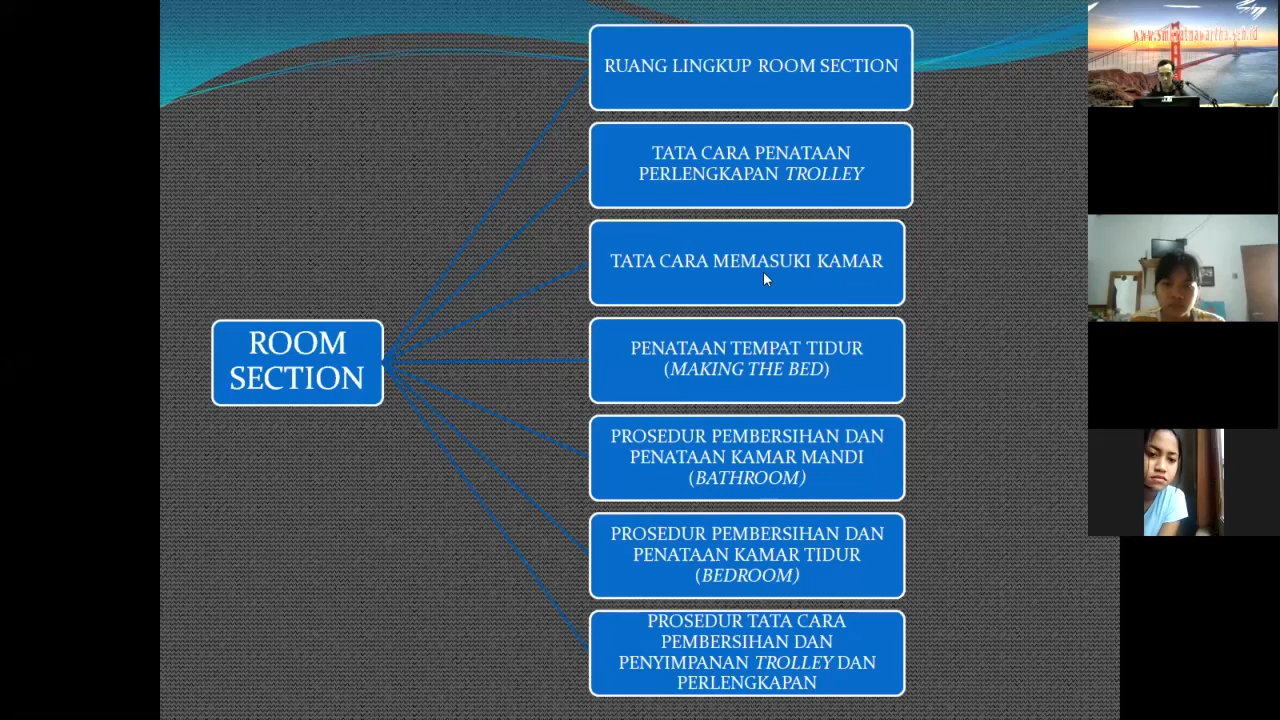 ROOM
SECTION
RUANG LINGKUP ROOM SECTION
TATA CARA PENATAAN
PERLENGKAPAN TROLLEY
TATA CARA MEMASUKI KAMAR
PENATAAN TEMPAT TIDUR
(MAKING THE BED)
PROSEDUR PEMBERSIHAN DAN
PENATAAN KAMAR MANDI
(BATHROOM)
PROSEDUR PEMBERSIHAN DAN
PENATAAN KAMAR TIDUR
(BEDROOM)
PROSEDUR TATA CARA
PEMBERSIHAN DAN
PENYIMPANAN TROLLEY DAN
PERLENGKAPAN